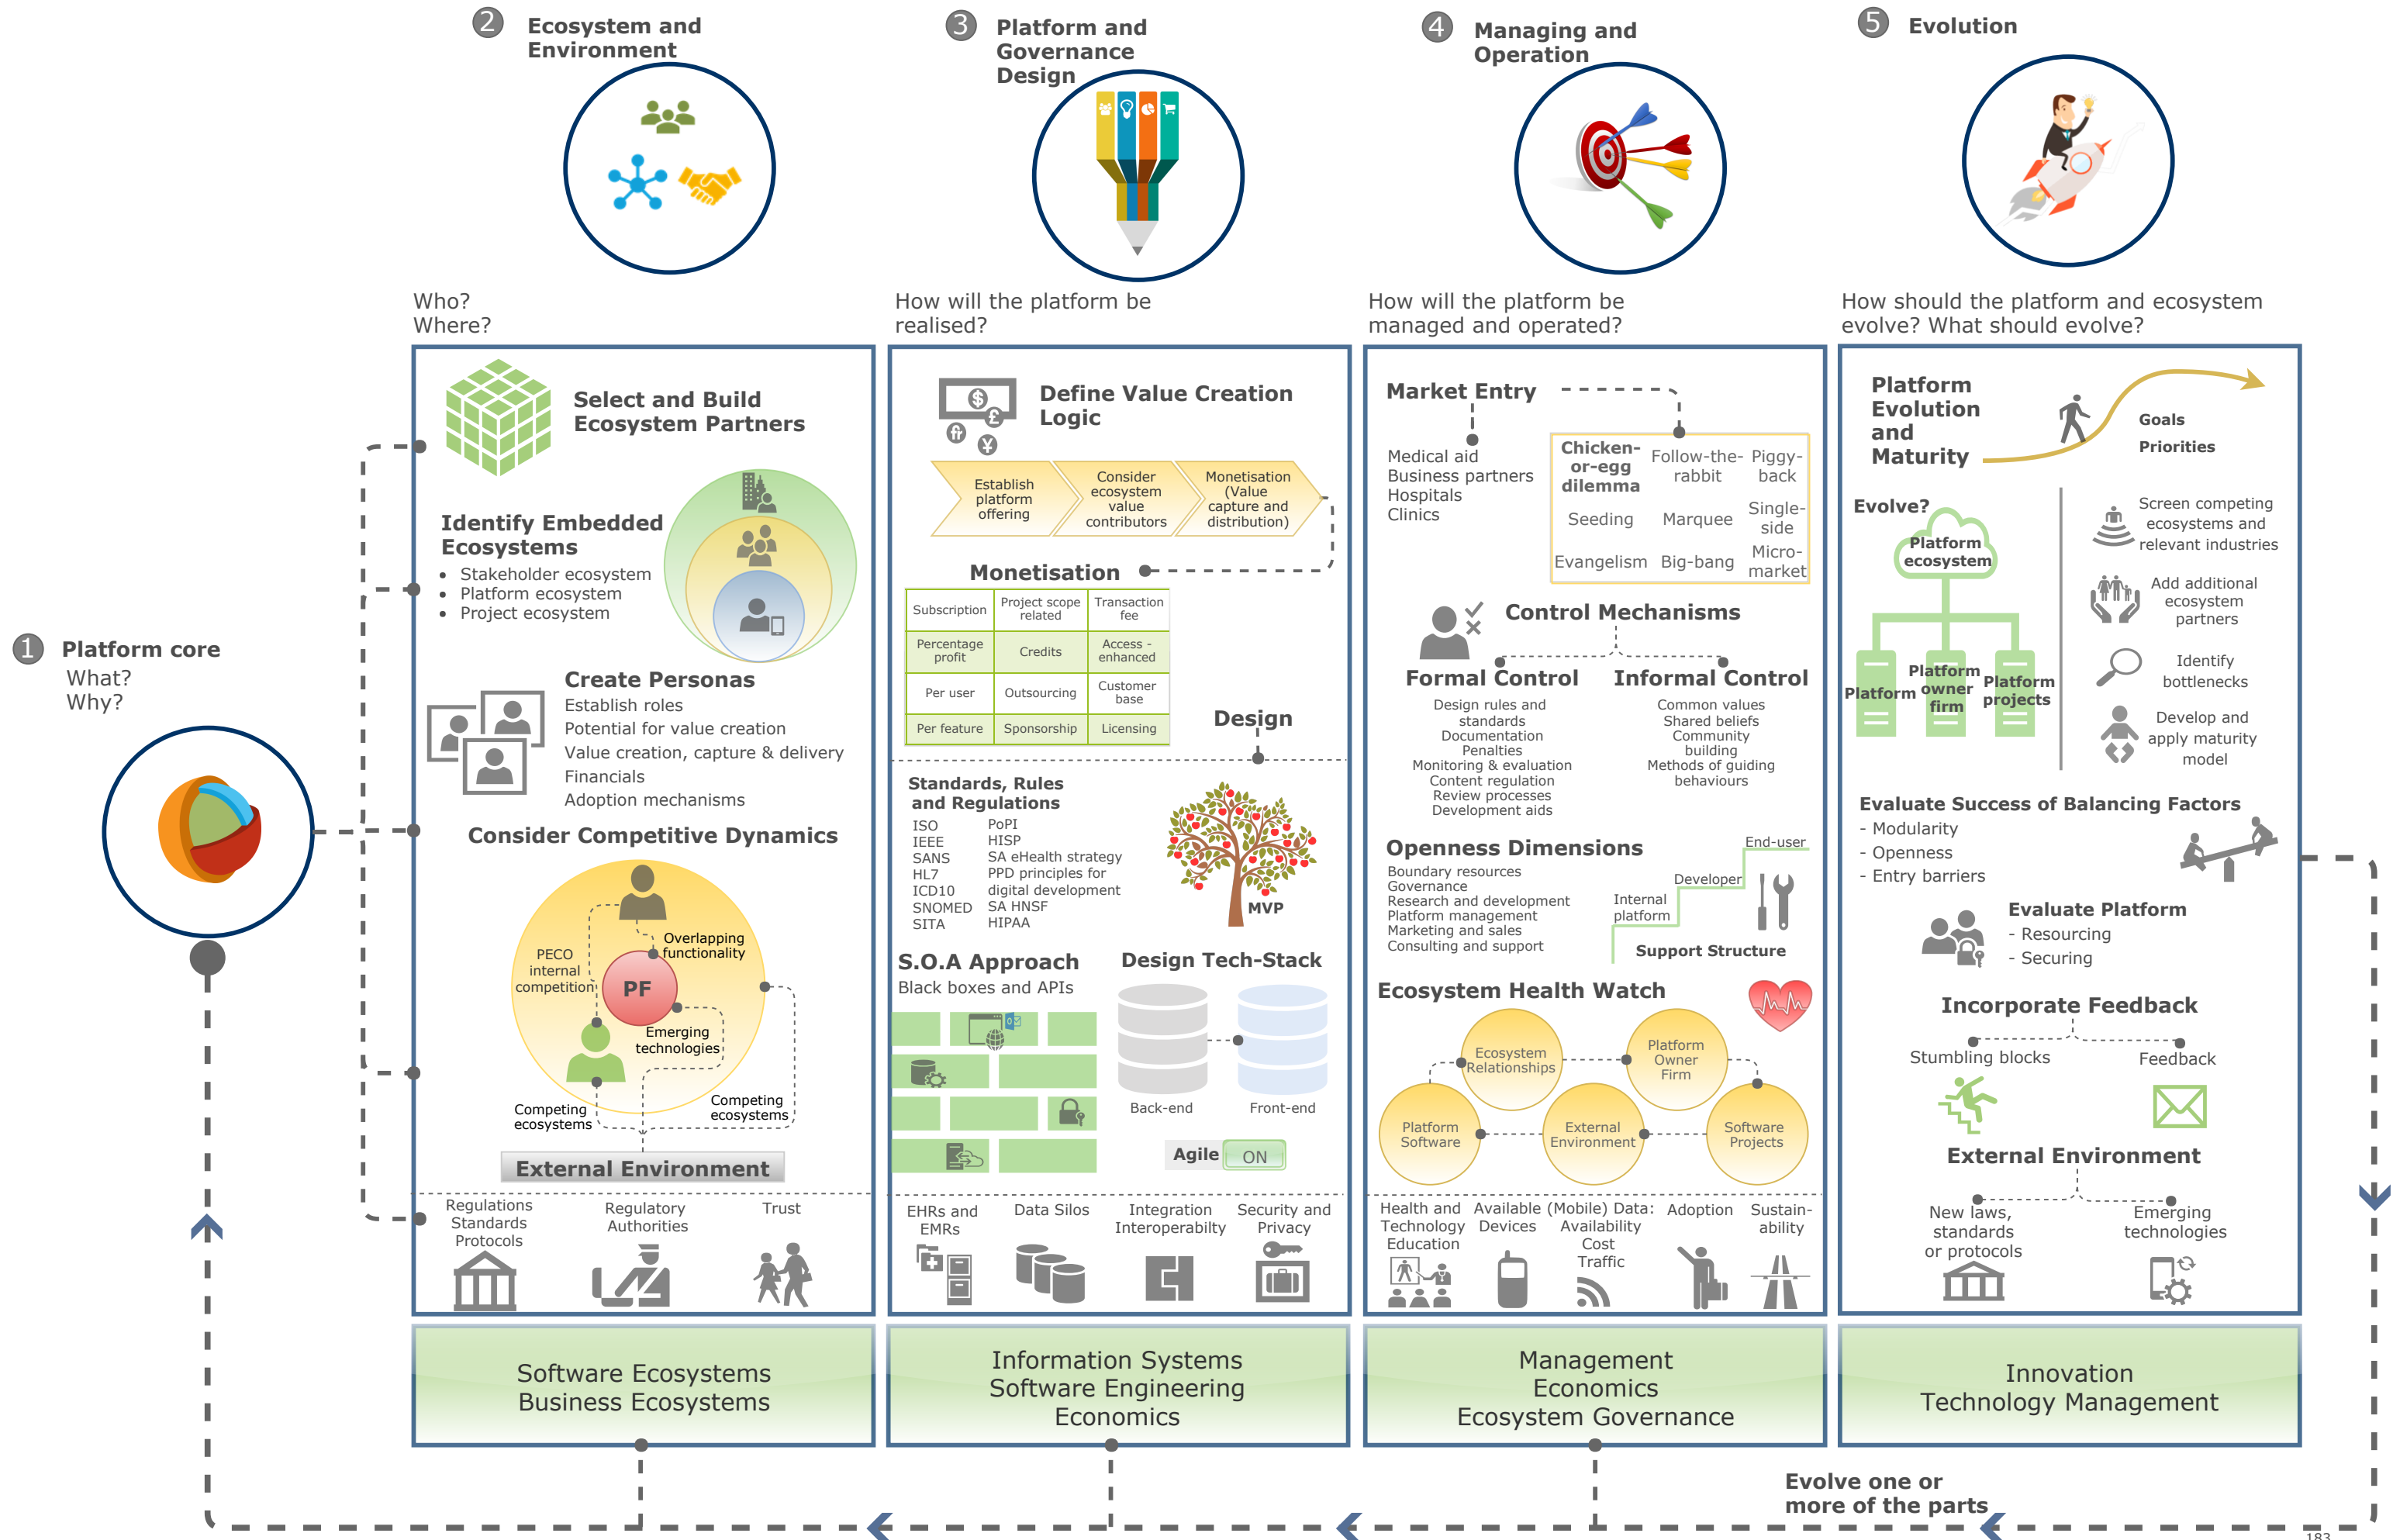 2 Ecosystem and
Environment
3 Platform and
Governance
Design
4 Managing and
Operation
5 Evolution
Who?
Where?
How will the platform be
realised?
How will the platform be
managed and operated?
How should the platform and ecosystem
evolve? What should evolve?
1 Platform core
What?
Why?
Select and Build
Ecosystem Partners
Identify Embedded
Ecosystems
• Stakeholder ecosystem
• Platform ecosystem
• Project ecosystem
Create Personas
Establish roles
Potential for value creation
Value creation, capture & delivery
Financials
Adoption mechanisms
Consider Competitive Dynamics
Overlapping
functionality
PECO
internal
competition
PF
Emerging
technologies
Competing
ecosystems
Competing
ecosystems
External Environment
Regulations
Standards
Protocols
Regulatory
Authorities
Trust
Software Ecosystems
Business Ecosystems
Define Value Creation
Logic
$
£
fr
¥
Establish
platform
offering
Consider
ecosystem
value
contributors
Monetisation
(Value
capture and
distribution)
Monetisation
Subscription
Project scope
related
Transaction
fee
Percentage
profit
Credits
Access -
enhanced
Per user
Outsourcing
Customer
base
Per feature
Sponsorship
Licensing
Design
Standards, Rules
and Regulations
ISO
IEEE
SANS
HL7
ICD10
SNOMED
SITA
PoPI
HISP
SA eHealth strategy
PPD principles for
digital development
SA HNSF
HIPAA
MVP
S.O.A Approach
Black boxes and APIs
Design Tech-Stack
Back-end
Front-end
Agile ON
EHRs and
EMRs
Data Silos
Integration
Interoperabilty
Security and
Privacy
Information Systems
Software Engineering
Economics
Market Entry
Medical aid
Business partners
Hospitals
Clinics
Chicken-
or-egg
dilemma
Follow-the-
rabbit
Piggy-
back
Seeding
Marquee
Single-
side
Evangelism
Big-bang
Micro-
market
Control Mechanisms
Formal Control
Design rules and
standards
Documentation
Penalties
Monitoring & evaluation
Content regulation
Review processes
Development aids
Informal Control
Common values
Shared beliefs
Community
building
Methods of guiding
behaviours
Openness Dimensions
Boundary resources
Governance
Research and development
Platform management
Marketing and sales
Consulting and support
End-user
Developer
Internal
platform
Support Structure
Ecosystem Health Watch
Ecosystem
Relationships
Platform
Owner
Firm
Platform
Software
External
Environment
Software
Projects
Health and
Technology
Education
Available
Devices
(Mobile) Data:
Availability
Cost
Traffic
Adoption
Sustain-
ability
Management
Economics
Ecosystem Governance
Platform
Evolution
and
Maturity
Goals
Priorities
Evolve?
Platform
ecosystem
Platform
Platform
owner
firm
Platform
projects
Screen competing
ecosystems and
relevant industries
Add additional
ecosystem
partners
Identify
bottlenecks
Develop and
apply maturity
model
Evaluate Success of Balancing Factors
- Modularity
- Openness
- Entry barriers
Evaluate Platform
- Resourcing
- Securing
Incorporate Feedback
Stumbling blocks
Feedback
External Environment
New laws,
standards
or protocols
Emerging
technologies
Innovation
Technology Management
Evolve one or
more of the parts
183